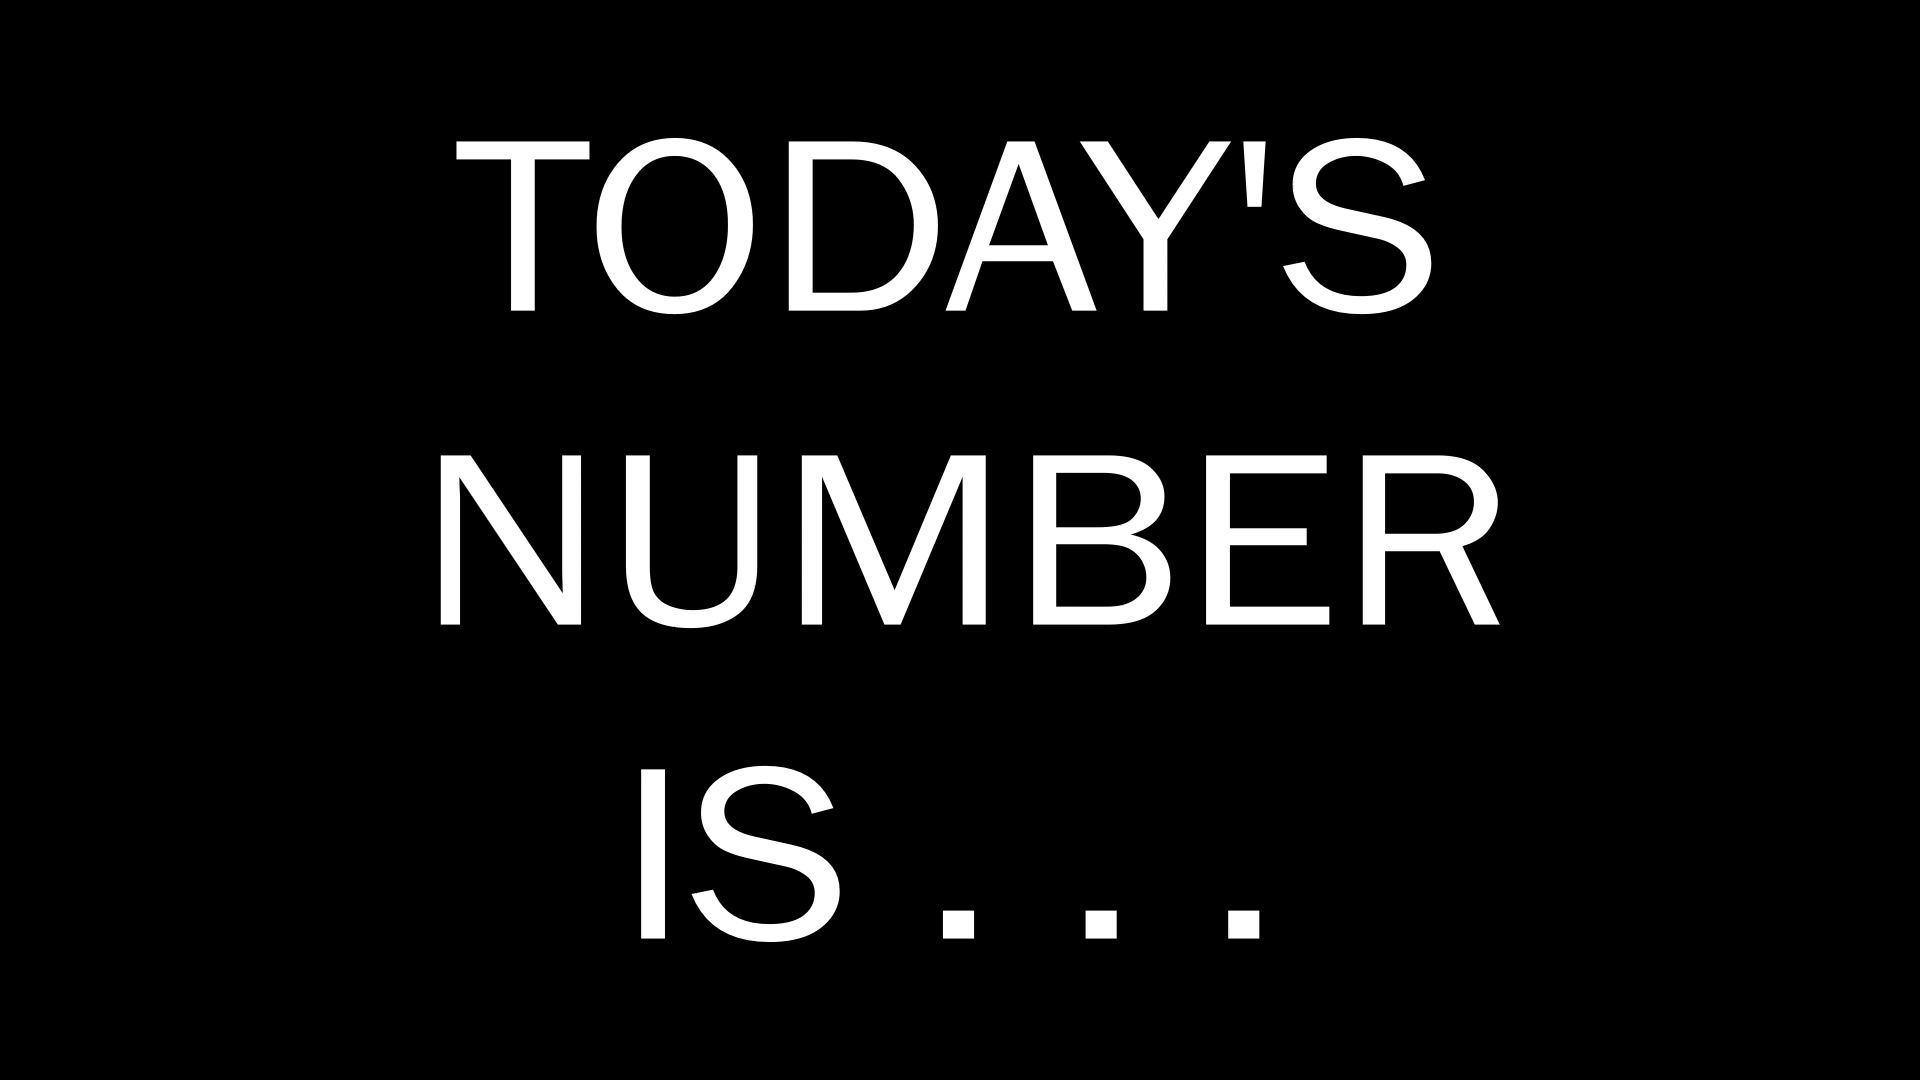 TODAY'S
NUMBER
IS . . .